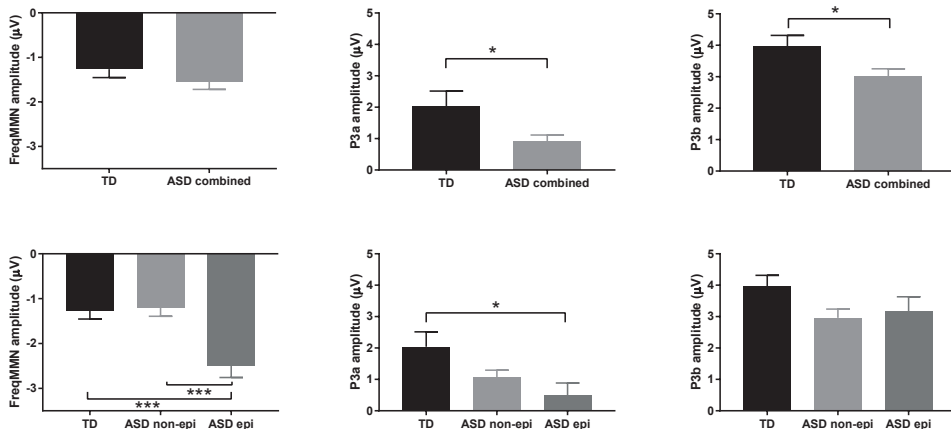 FreqMMN amplitude (µV)
0
-1
-2
-3
TD
ASD combined
P3a amplitude (µV)
5
4
3
2
1
0
*
TD
ASD combined
P3b amplitude (µV)
5
4
3
2
1
0
*
TD
ASD combined
FreqMMN amplitude (µV)
0
-1
-2
-3
***
***
TD
ASD non-epi
ASD epi
P3a amplitude (µV)
5
4
3
2
1
0
*
TD
ASD non-epi
ASD epi
P3b amplitude (µV)
5
4
3
2
1
0
TD
ASD non-epi
ASD epi